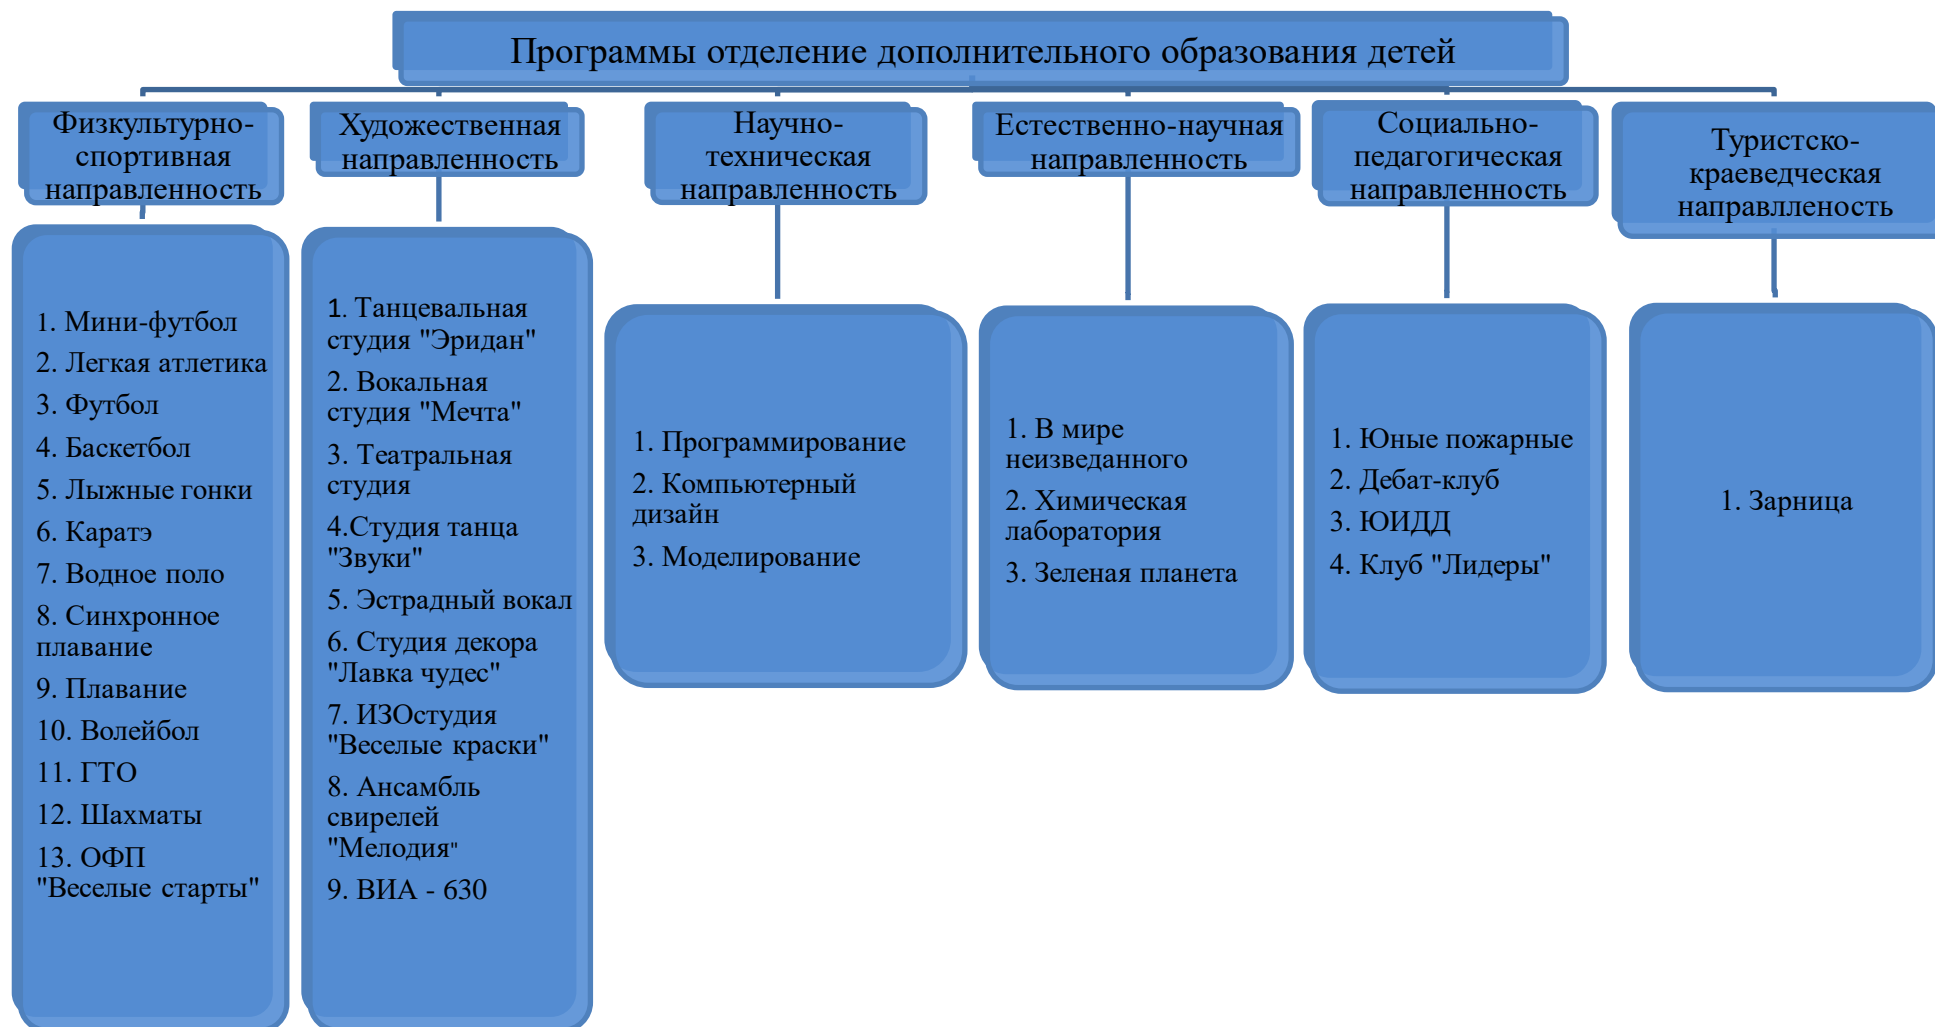 Программы отделение дополнительного образования детей
Физкультурно-
спортивная
направленность
Художественная
направленность
Научно-
техническая
направленность
Естественно-научная
направленность
Социально-
педагогическая
направленность
Туристско-
краеведческая
направлленость
1. Мини-футбол
2. Легкая атлетика
3. Футбол
4. Баскетбол
5. Лыжные гонки
6. Каратэ
7. Водное поло
8. Синхронное
плавание
9. Плавание
10. Волейбол
11. ГТО
12. Шахматы
13. ОФП
"Веселые старты"
1. Танцевальная
студия "Эридан"
2. Вокальная
студия "Мечта"
3. Театральная
студия
4.Студия танца
"Звуки"
5. Эстрадный вокал
6. Студия декора
"Лавка чудес"
7. ИЗОстудия
"Веселые краски"
8. Ансамбль
свирелей
"Мелодия"
9. ВИА - 630
1. Программирование
2. Компьютерный
дизайн
3. Моделирование
1. В мире
неизведанного
2. Химическая
лаборатория
3. Зеленая планета
1. Юные пожарные
2. Дебат-клуб
3. ЮИДД
4. Клуб "Лидеры"
1. Зарница